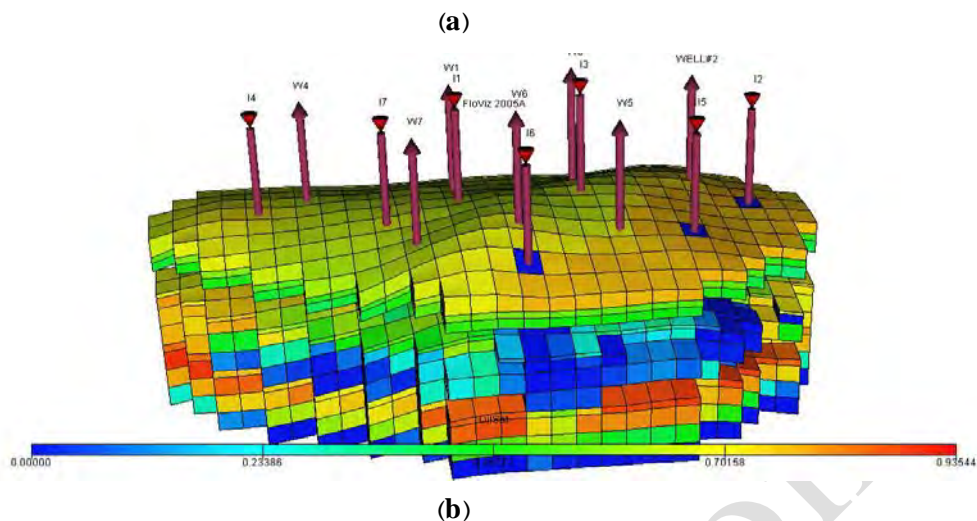 (a)
WELL#2
W1
I3
I2
W4
I1
W6
I4
I7
FloViz 2005A
W5
I5
W7
I6
OilSat
0.00000
0.23386
0.70158
0.93544
(b)